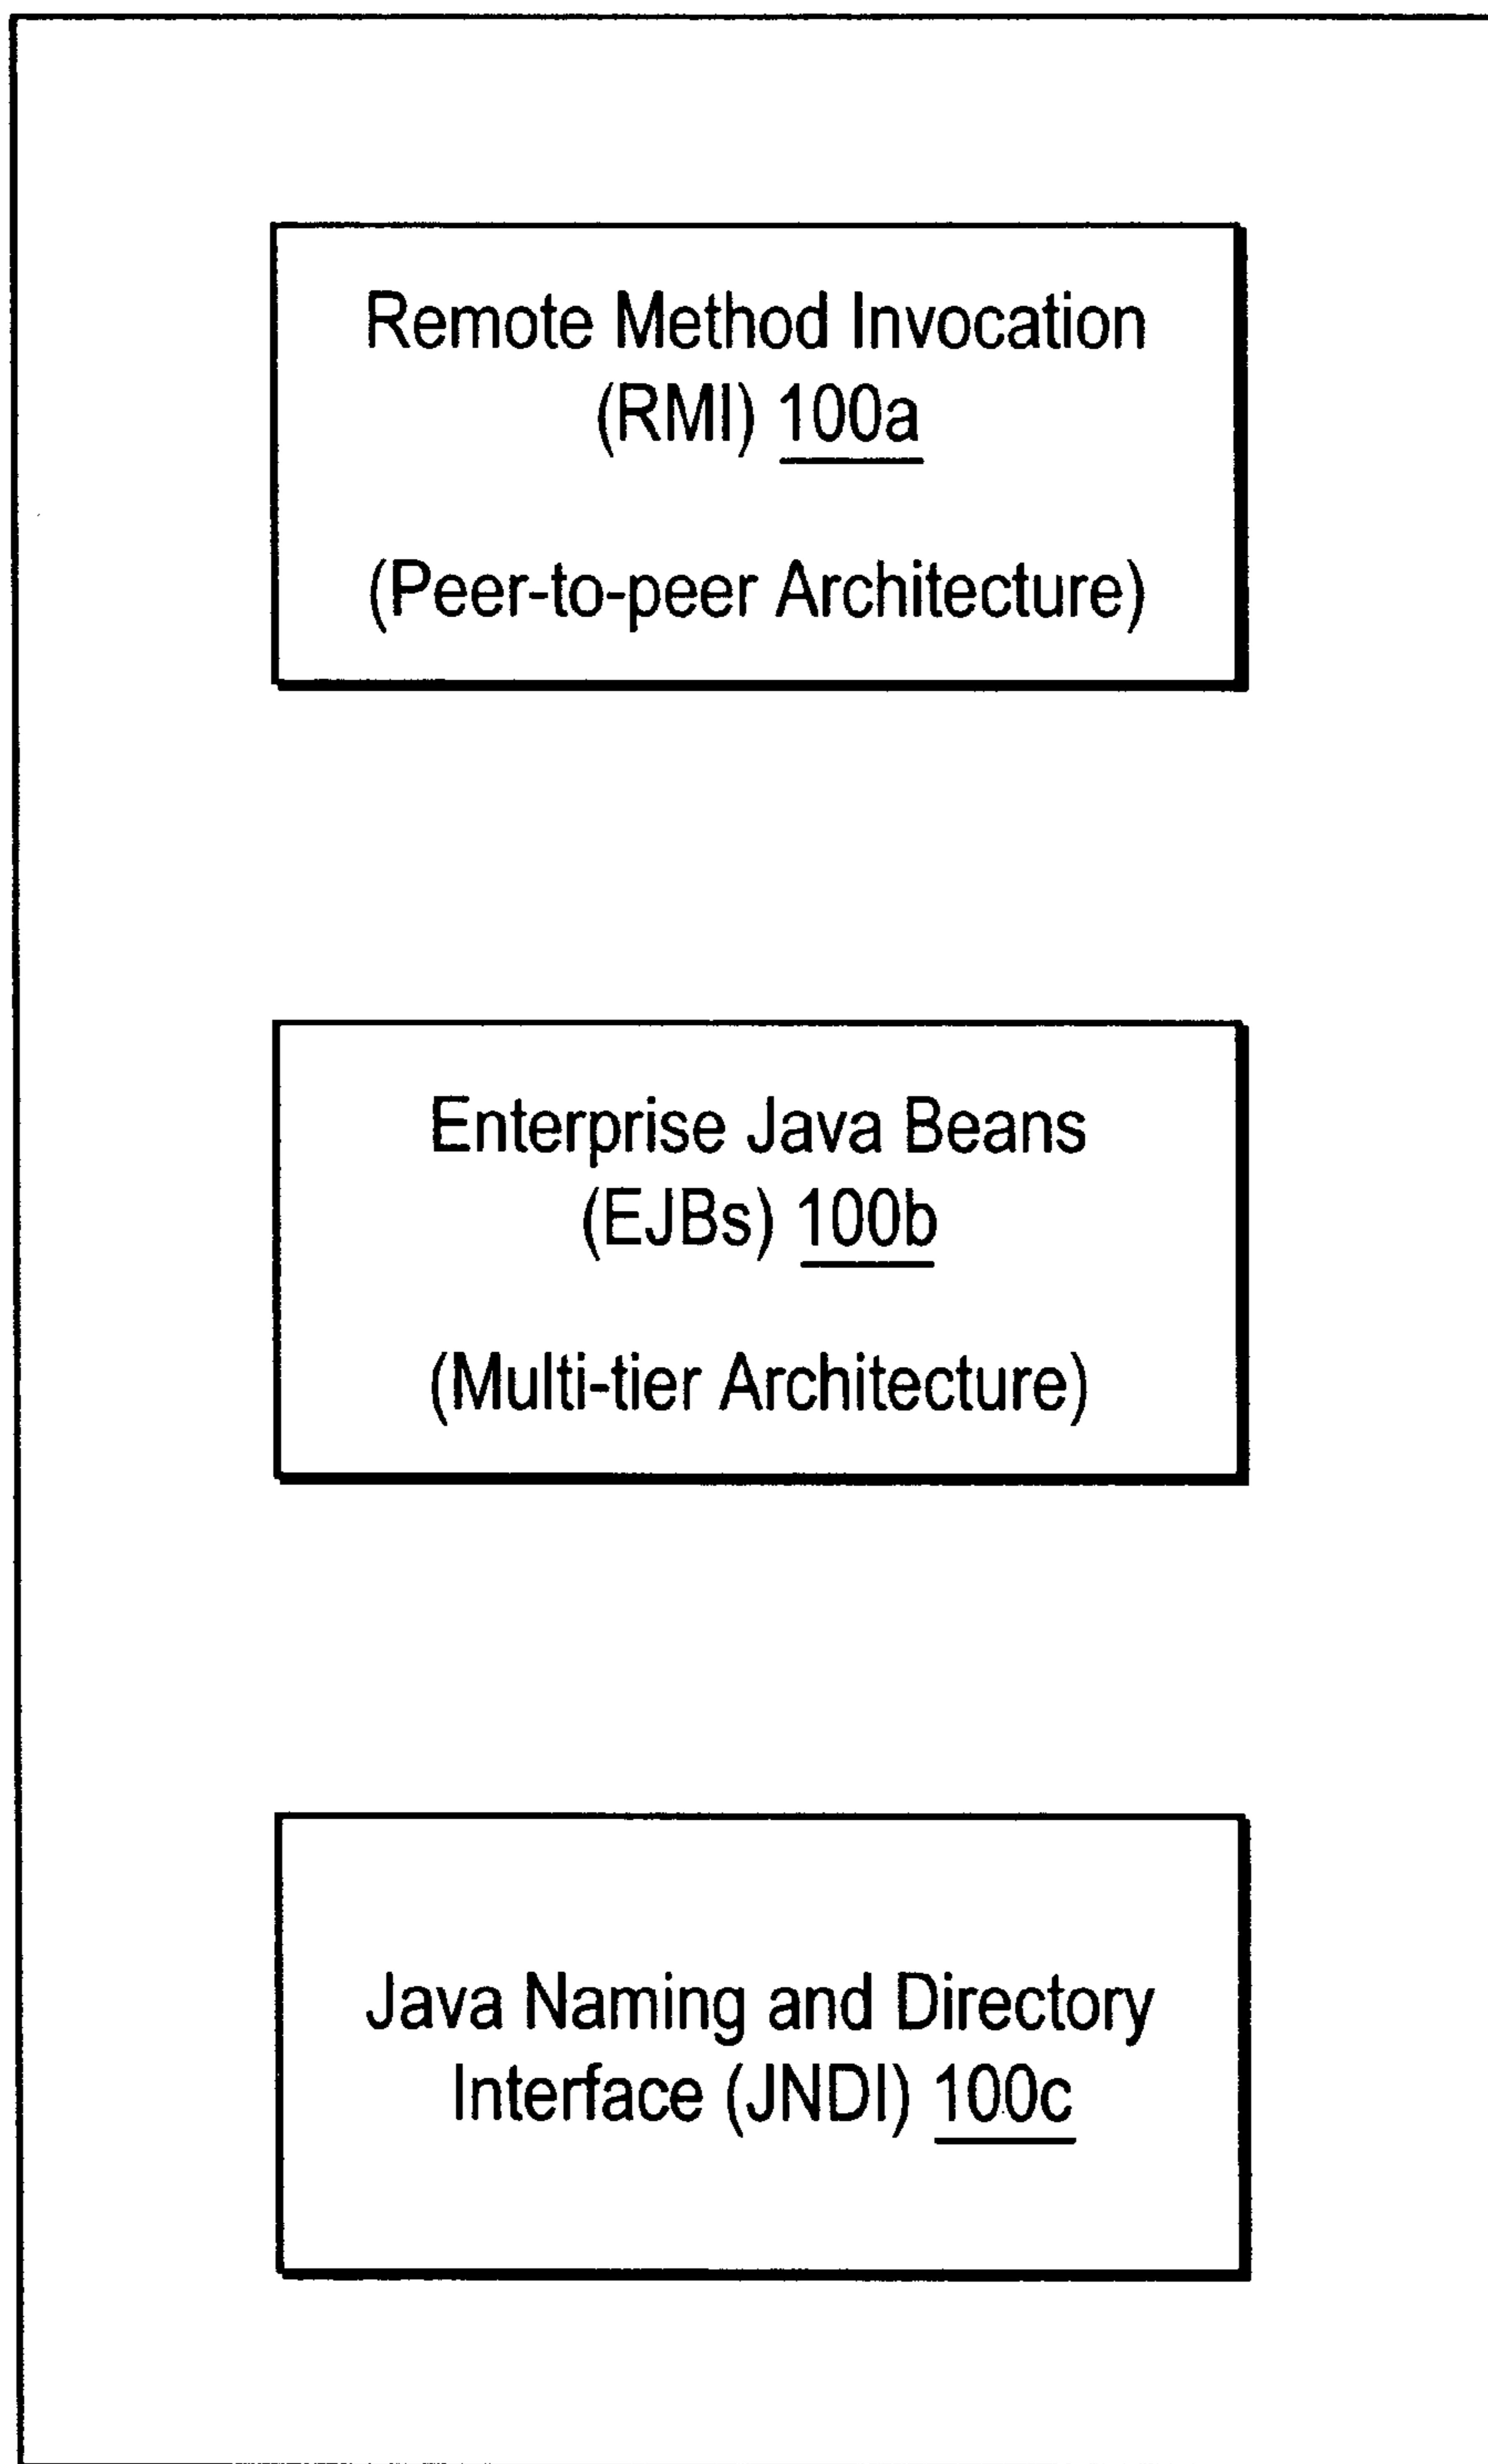 Remote Method Invocation
(RMI) 100a
(Peer-to-peer Architecture)
Enterprise Java Beans
(EJBs) 100b
(Multi-tier Architecture)
Java Naming and Directory
Interface (JNDI) 100c